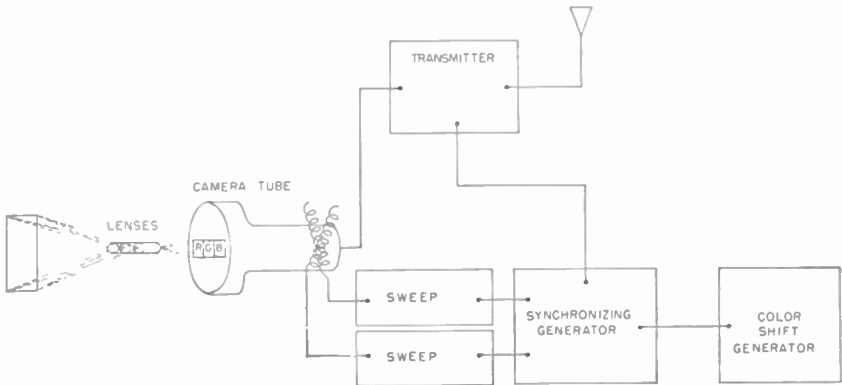 TRANSMITTER
CAMERA TUBE
LENSES
R G B
SWEEP
SYNCHRONIZING
GENERATOR
COLOR
SHIFT
GENERATOR
SWEEP